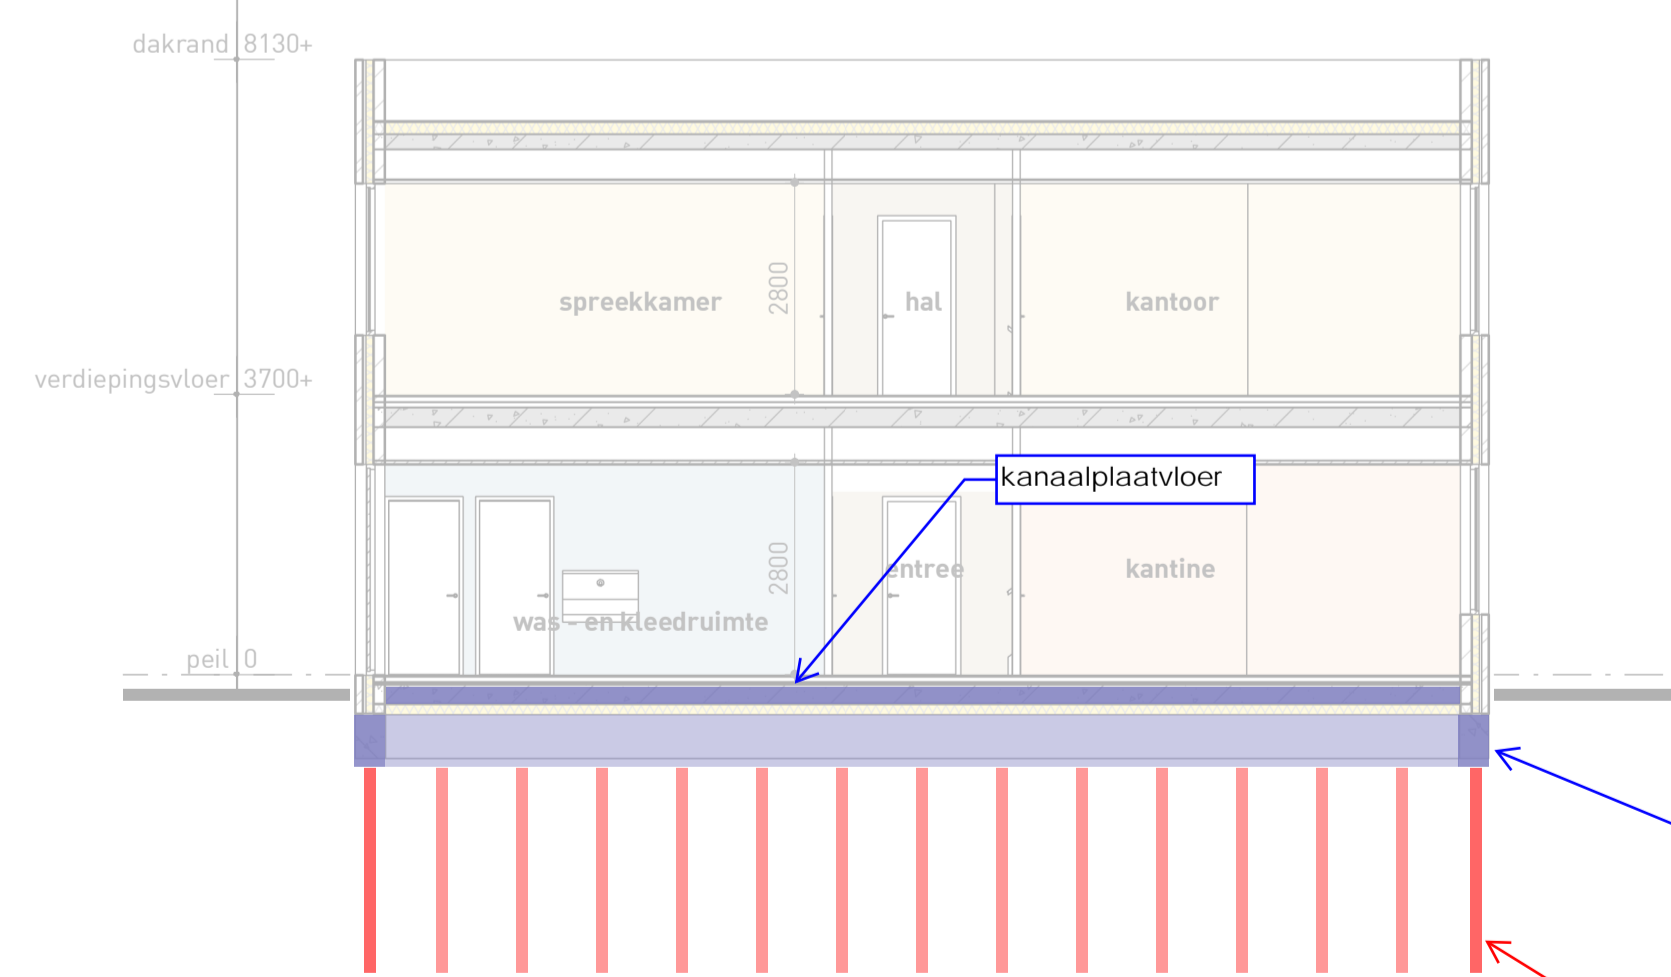 dakrand 8130+
spreekkamer
2800
hal
kantoor
verdiepingsvloer 3700+
kanaalplaatvloer
2800
entree
kantine
was- en kleedruimte
peil 0